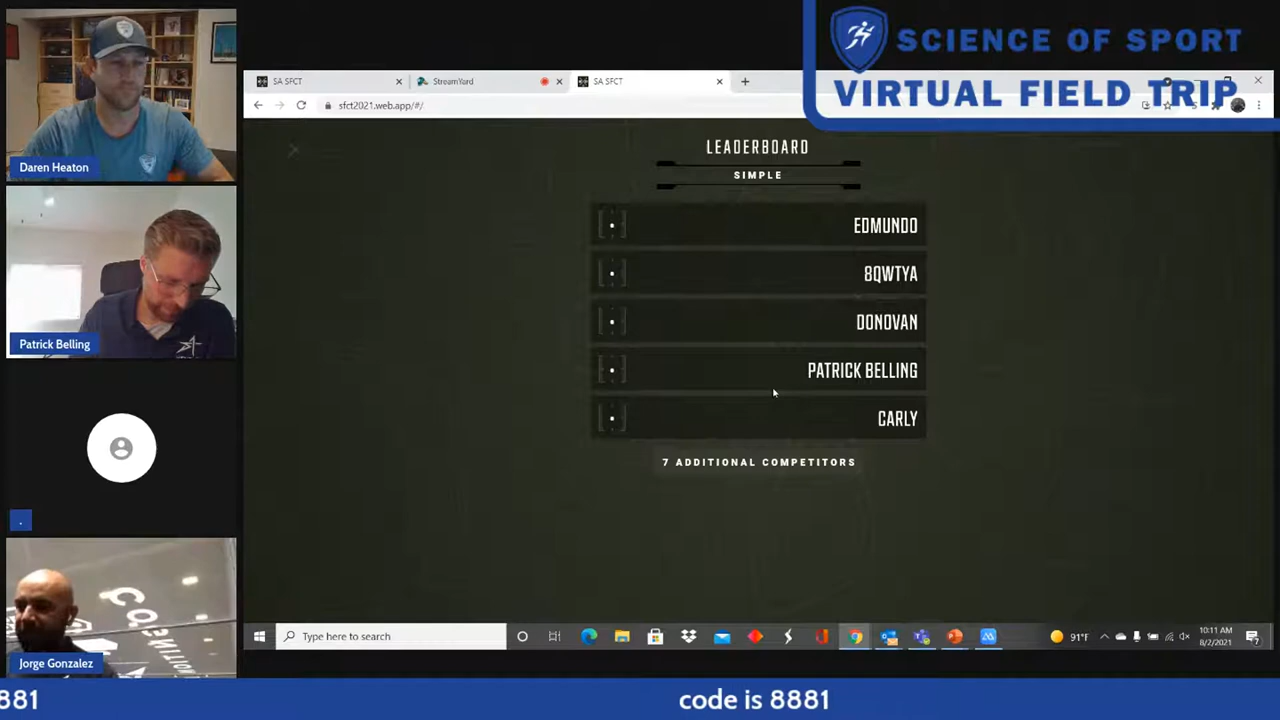 SCIENCE OF SPORT
VIRTUAL FIELD TRIP
SA SFCT
StreamYard
SA SFCT
sfct2021.web.app/#/
LEADERBOARD
SIMPLE
EDMUNDO
8QWTYA
DONOVAN
PATRICK BELLING
CARLY
7 ADDITIONAL COMPETITORS
Daren Heaton
Patrick Belling
.
Jorge Gonzalez
Type here to search
91°F
10:11 AM
8/2/2021
881
code is 8881